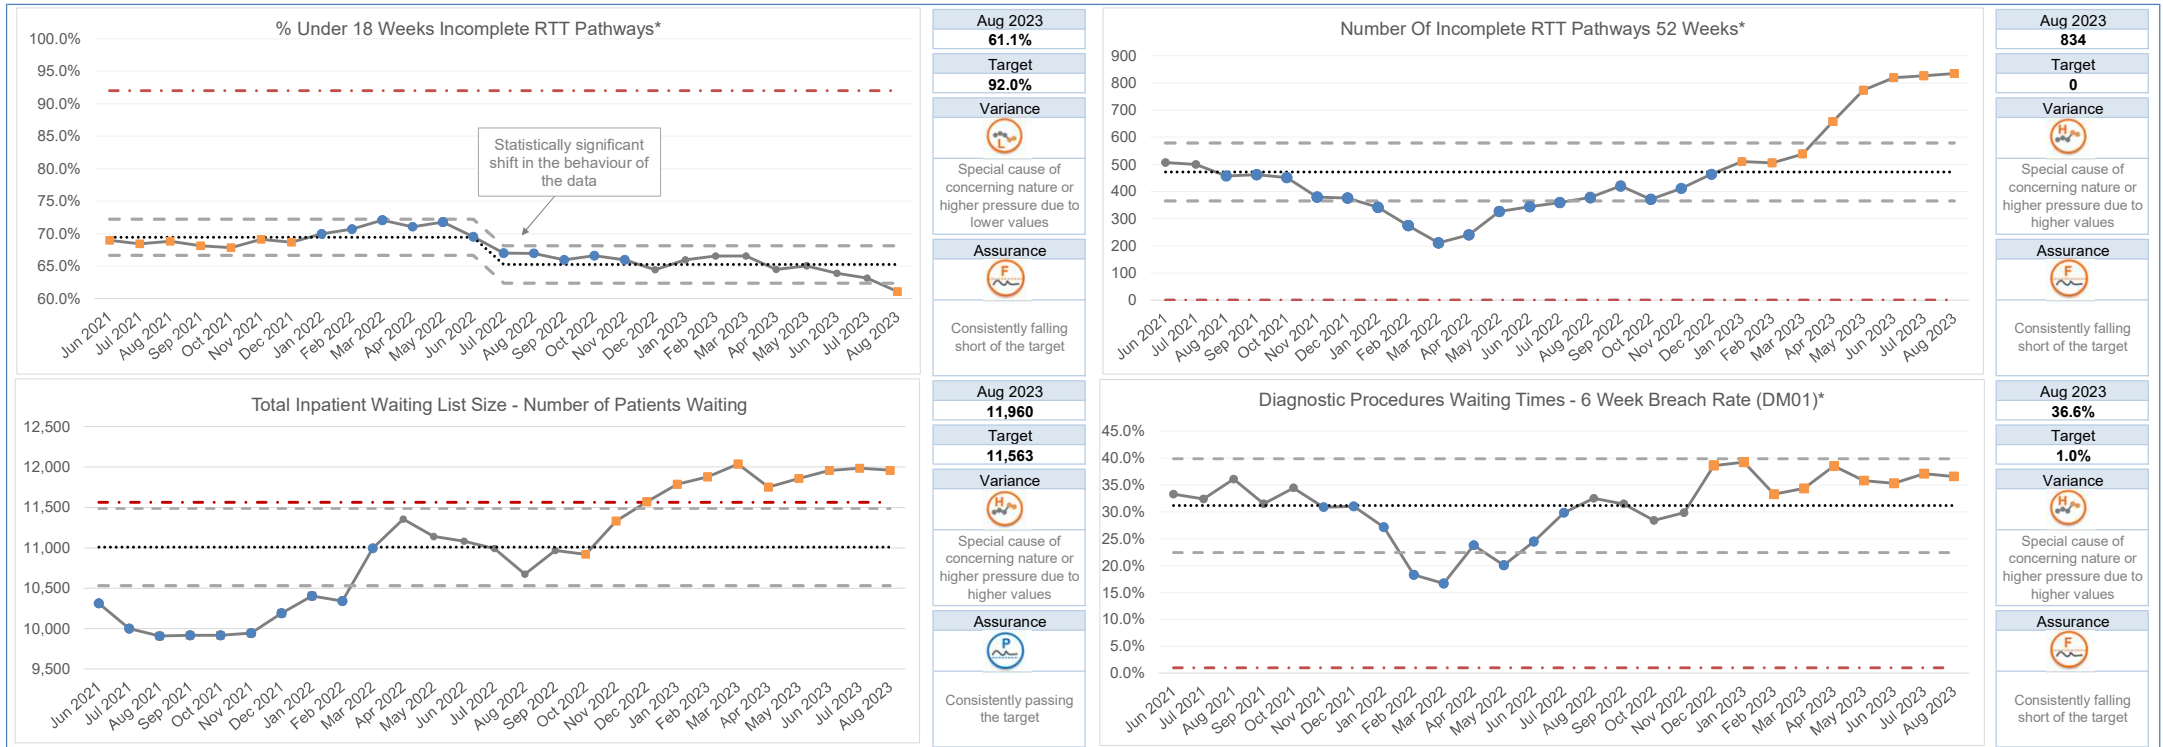 % Under 18 Weeks Incomplete RTT Pathways*
100.0%
95.0%
90.0%
85.0%
80.0%
75.0%
70.0%
65.0%
60.0%
Statistically significant
shift in the behaviour of
the data
Jun 2021
Jul 2021
Aug 2021
Sep 2021
Oct 2021
Nov 2021
Dec 2021
Jan 2022
Feb 2022
Mar 2022
Apr 2022
May 2022
Jun 2022
Jul 2022
Aug 2022
Sep 2022
Oct 2022
Nov 2022
Dec 2022
Jan 2023
Feb 2023
Mar 2023
Apr 2023
May 2023
Jun 2023
Jul 2023
Aug 2023
Aug 2023
61.1%
Target
92.0%
Variance
L
Special cause of
concerning nature or
higher pressure due to
lower values
Assurance
F
Consistently falling
short of the target
Number Of Incomplete RTT Pathways 52 Weeks*
900
800
700
600
500
400
300
200
100
0
Jun 2021
Jul 2021
Aug 2021
Sep 2021
Oct 2021
Nov 2021
Dec 2021
Jan 2022
Feb 2022
Mar 2022
Apr 2022
May 2022
Jun 2022
Jul 2022
Aug 2022
Sep 2022
Oct 2022
Nov 2022
Dec 2022
Jan 2023
Feb 2023
Mar 2023
Apr 2023
May 2023
Jun 2023
Jul 2023
Aug 2023
Aug 2023
834
Target
0
Variance
H
Special cause of
concerning nature or
higher pressure due to
higher values
Assurance
F
Consistently falling
short of the target
Total Inpatient Waiting List Size - Number of Patients Waiting
12,500
12,000
11,500
11,000
10,500
10,000
9,500
Jun 2021
Jul 2021
Aug 2021
Sep 2021
Oct 2021
Nov 2021
Dec 2021
Jan 2022
Feb 2022
Mar 2022
Apr 2022
May 2022
Jun 2022
Jul 2022
Aug 2022
Sep 2022
Oct 2022
Nov 2022
Dec 2022
Jan 2023
Feb 2023
Mar 2023
Apr 2023
May 2023
Jun 2023
Jul 2023
Aug 2023
Aug 2023
11,960
Target
11,563
Variance
H
Special cause of
concerning nature or
higher pressure due to
higher values
Assurance
P
Consistently passing
the target
Diagnostic Procedures Waiting Times - 6 Week Breach Rate (DM01)*
45.0%
40.0%
35.0%
30.0%
25.0%
20.0%
15.0%
10.0%
5.0%
0.0%
Jun 2021
Jul 2021
Aug 2021
Sep 2021
Oct 2021
Nov 2021
Dec 2021
Jan 2022
Feb 2022
Mar 2022
Apr 2022
May 2022
Jun 2022
Jul 2022
Aug 2022
Sep 2022
Oct 2022
Nov 2022
Dec 2022
Jan 2023
Feb 2023
Mar 2023
Apr 2023
May 2023
Jun 2023
Jul 2023
Aug 2023
Aug 2023
36.6%
Target
1.0%
Variance
H
Special cause of
concerning nature or
higher pressure due to
higher values
Assurance
F
Consistently falling
short of the target